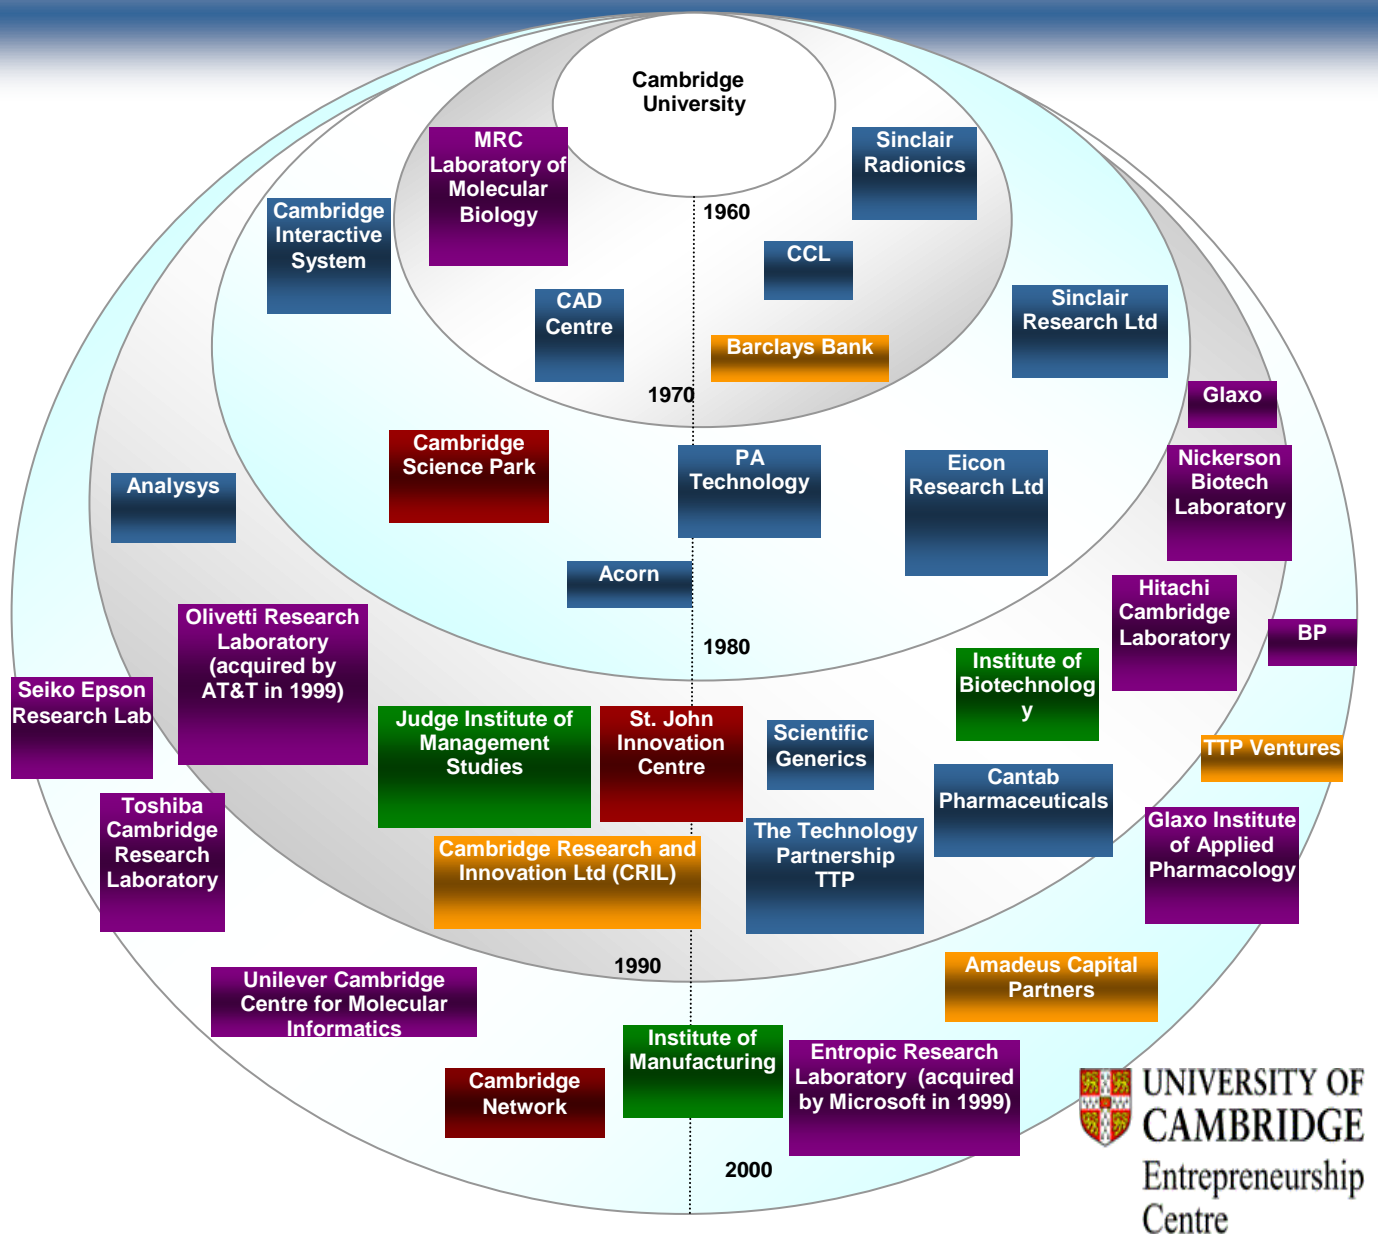 Cambridge
University
MRC
Laboratory of
Molecular
Biology
Sinclair
Radionics
1960
Cambridge
Interactive
System
CCL
CAD
Centre
Sinclair
Research Ltd
Barclays Bank
1970
Glaxo
Cambridge
Science Park
PA
Technology
Eicon
Research Ltd
Nickerson
Biotech
Laboratory
Analysys
Acorn
Hitachi
Cambridge
Laboratory
Olivetti Research
Laboratory
(acquired by
AT&T in 1999)
BP
1980
Institute of
Biotechnolog
y
Seiko Epson
Research Lab
Judge Institute of
Management
Studies
St. John
Innovation
Centre
Scientific
Generics
TTP Ventures
Cantab
Pharmaceuticals
Toshiba
Cambridge
Research
Laboratory
Glaxo Institute
of Applied
Pharmacology
The Technology
Partnership
TTP
Cambridge Research and
Innovation Ltd (CRIL)
1990
Amadeus Capital
Partners
Unilever Cambridge
Centre for Molecular
Informatics
Institute of
Manufacturing
Entropic Research
Laboratory (acquired
by Microsoft in 1999)
Cambridge
Network
2000
UNIVERSITY OF
CAMBRIDGE
Entrepreneurship
Centre